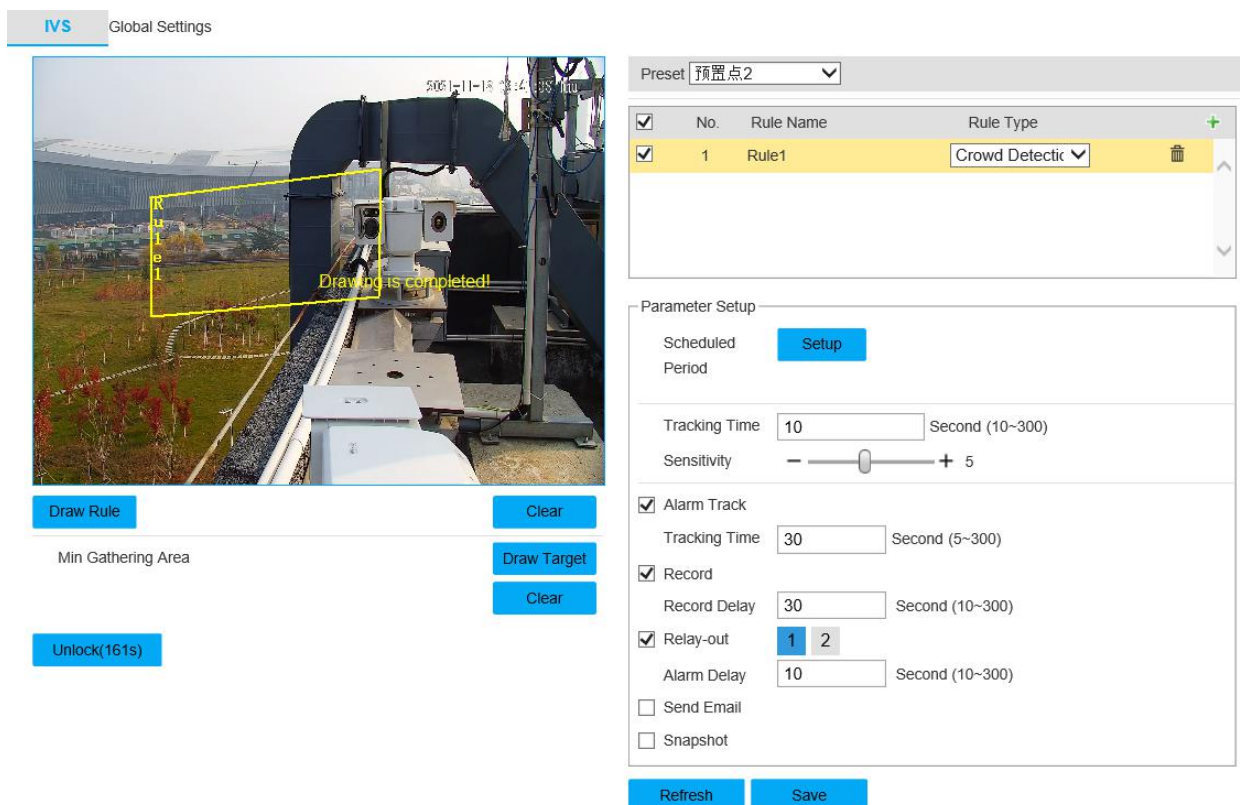 IVS Global Settings
Rule1
Drawing is completed!
Draw Rule Clear
Min Gathering Area Draw Target
Clear
Unlock(161s)
Preset 预置点2
No. Rule Name Rule Type
1 Rule1 Crowd Detectic
Parameter Setup
Scheduled Period Setup
Tracking Time 10 Second (10~300)
Sensitivity 5
Alarm Track
Tracking Time 30 Second (5~300)
Record
Record Delay 30 Second (10~300)
Relay-out 1 2
Alarm Delay 10 Second (10~300)
Send Email
Snapshot
Refresh Save